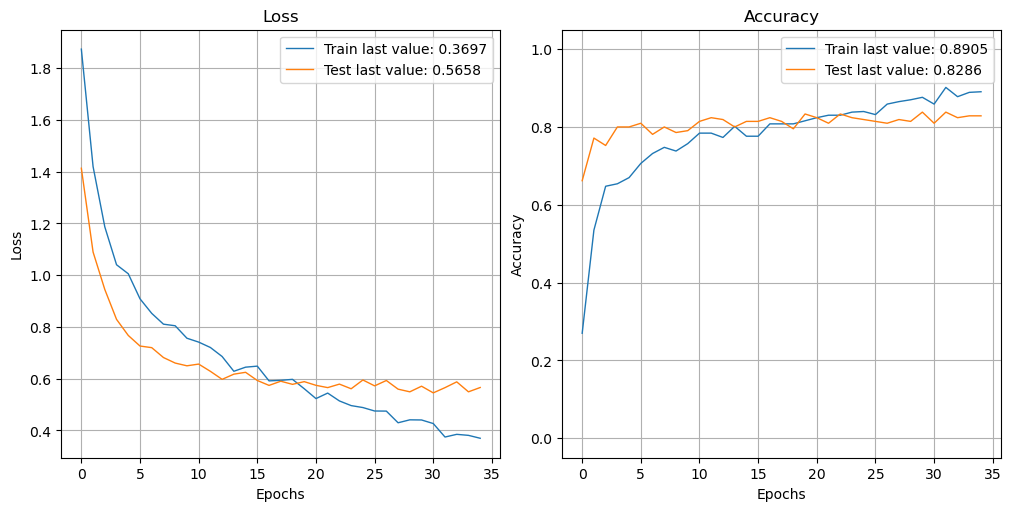 Loss
Train last value: 0.3697
Test last value: 0.5658
1.8
1.6
1.4
1.2
1.0
0.8
0.6
0.4
Loss
0 5 10 15 20 25 30 35
Epochs
Accuracy
Train last value: 0.8905
Test last value: 0.8286
1.0
0.8
0.6
0.4
0.2
0.0
Accuracy
0 5 10 15 20 25 30 35
Epochs